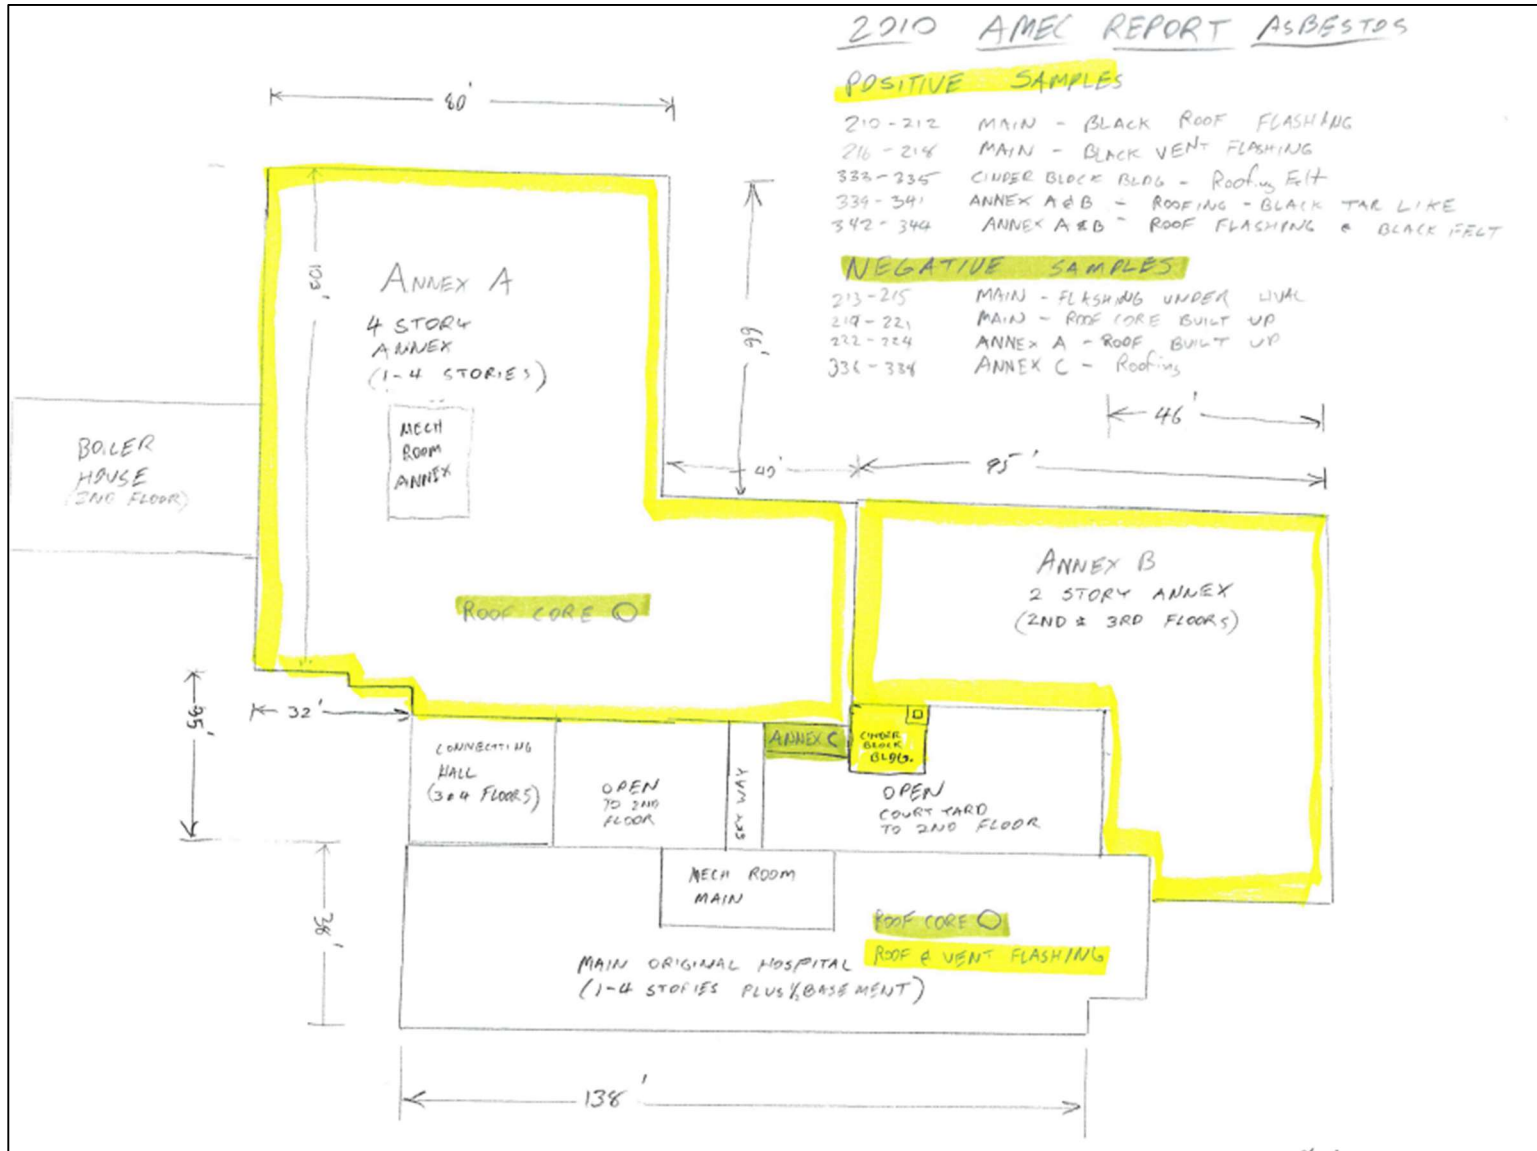 2010 AMEC REPORT ASBESTOS
POSITIVE SAMPLES
210-212 MAIN - BLACK ROOF FLASHING
216-218 MAIN - BLACK VENT FLASHING
333-335 CINDER BLOCK BLDG - Roofing Felt
339-341 ANNEX A&B - ROOFING - BLACK TAR LIKE
342-344 ANNEX A&B - ROOF FLASHING & BLACK FELT
NEGATIVE SAMPLES
213-215 MAIN - FLASHING UNDER
219-221 MAIN - ROOF CORE BUILT UP
222-224 ANNEX A - ROOF BUILT UP
336-338 ANNEX C - Roofing
80'
103'
66'
ANNEX A
4 STORY
ANNEX
(1-4 STORIES)
MECH
ROOM
ANNEX
BOILER
HOUSE
(2ND FLOOR)
46'
40'
95'
ANNEX B
2 STORY ANNEX
(2ND & 3RD FLOORS)
ROOF CORE
35'
32'
CONNECTING
HALL
(3&4 FLOORS)
OPEN
TO 2ND
FLOOR
SKY WAY
ANNEX C
CINDER
BLOCK
BLDG.
OPEN
COURT YARD
TO 2ND FLOOR
MECH ROOM
MAIN
38'
ROOF CORE
ROOF & VENT FLASHING
MAIN ORIGINAL HOSPITAL
(1-4 STORIES PLUS ½ BASEMENT)
138'